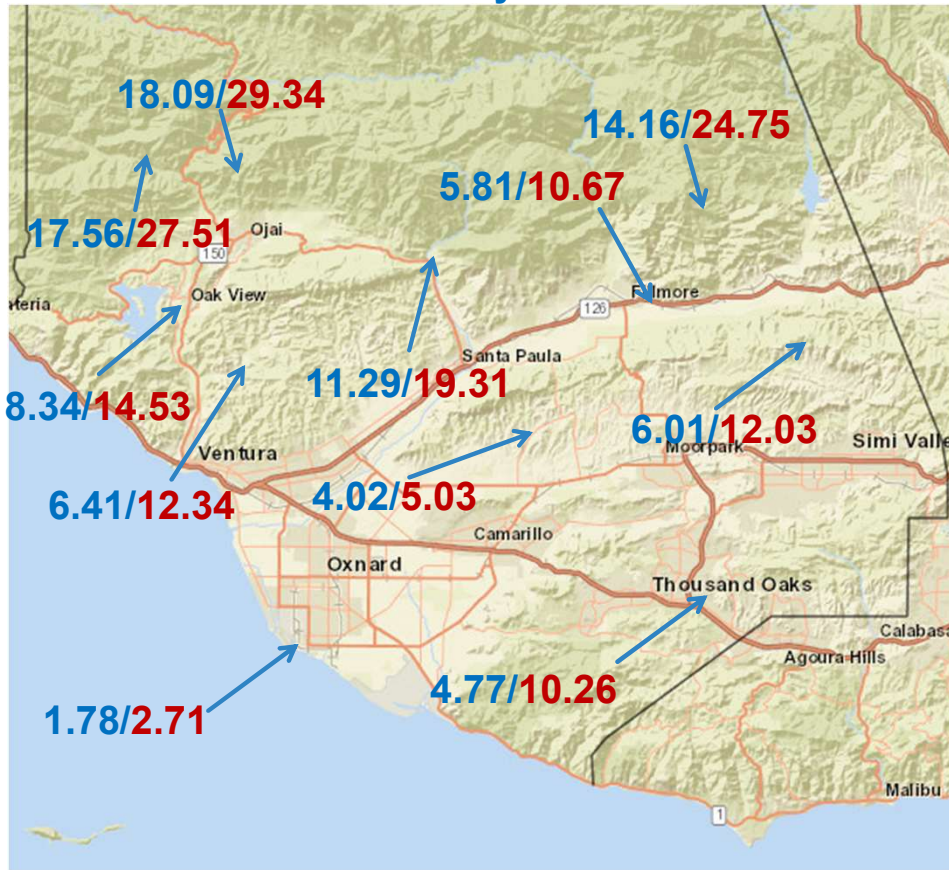 18.09/29.34
14.16/24.75
5.81/10.67
17.56/27.51
Ojai
150
Oak View
126
Santa Paula
11.29/19.31
8.34/14.53
6.01/12.03
Moorpark
Simi Valle
Ventura
6.41/12.34
4.02/5.03
Camarillo
Oxnard
Thousand Oaks
Calabasa
Agoura Hills
4.77/10.26
1.78/2.71
Malibu
1